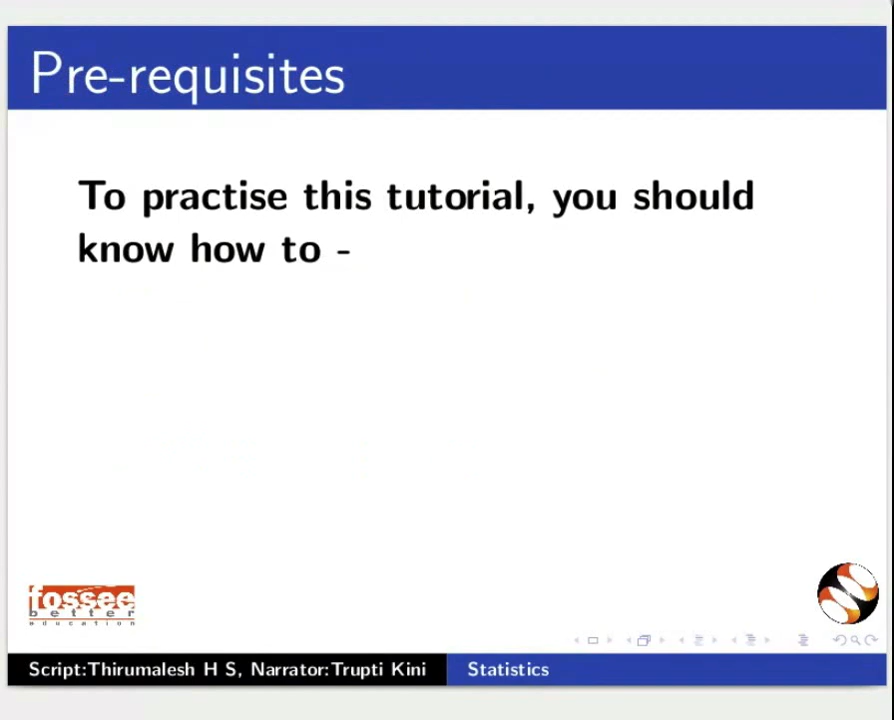 Pre-requisites
To practise this tutorial, you should
know how to -
fossee
better
education
Script:Thirumalesh H S, Narrator:Trupti Kini
Statistics